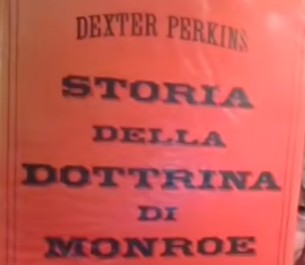 DEXTER PERKINS
STORIA
DELLA
DOTTRINA
DI
MONROE